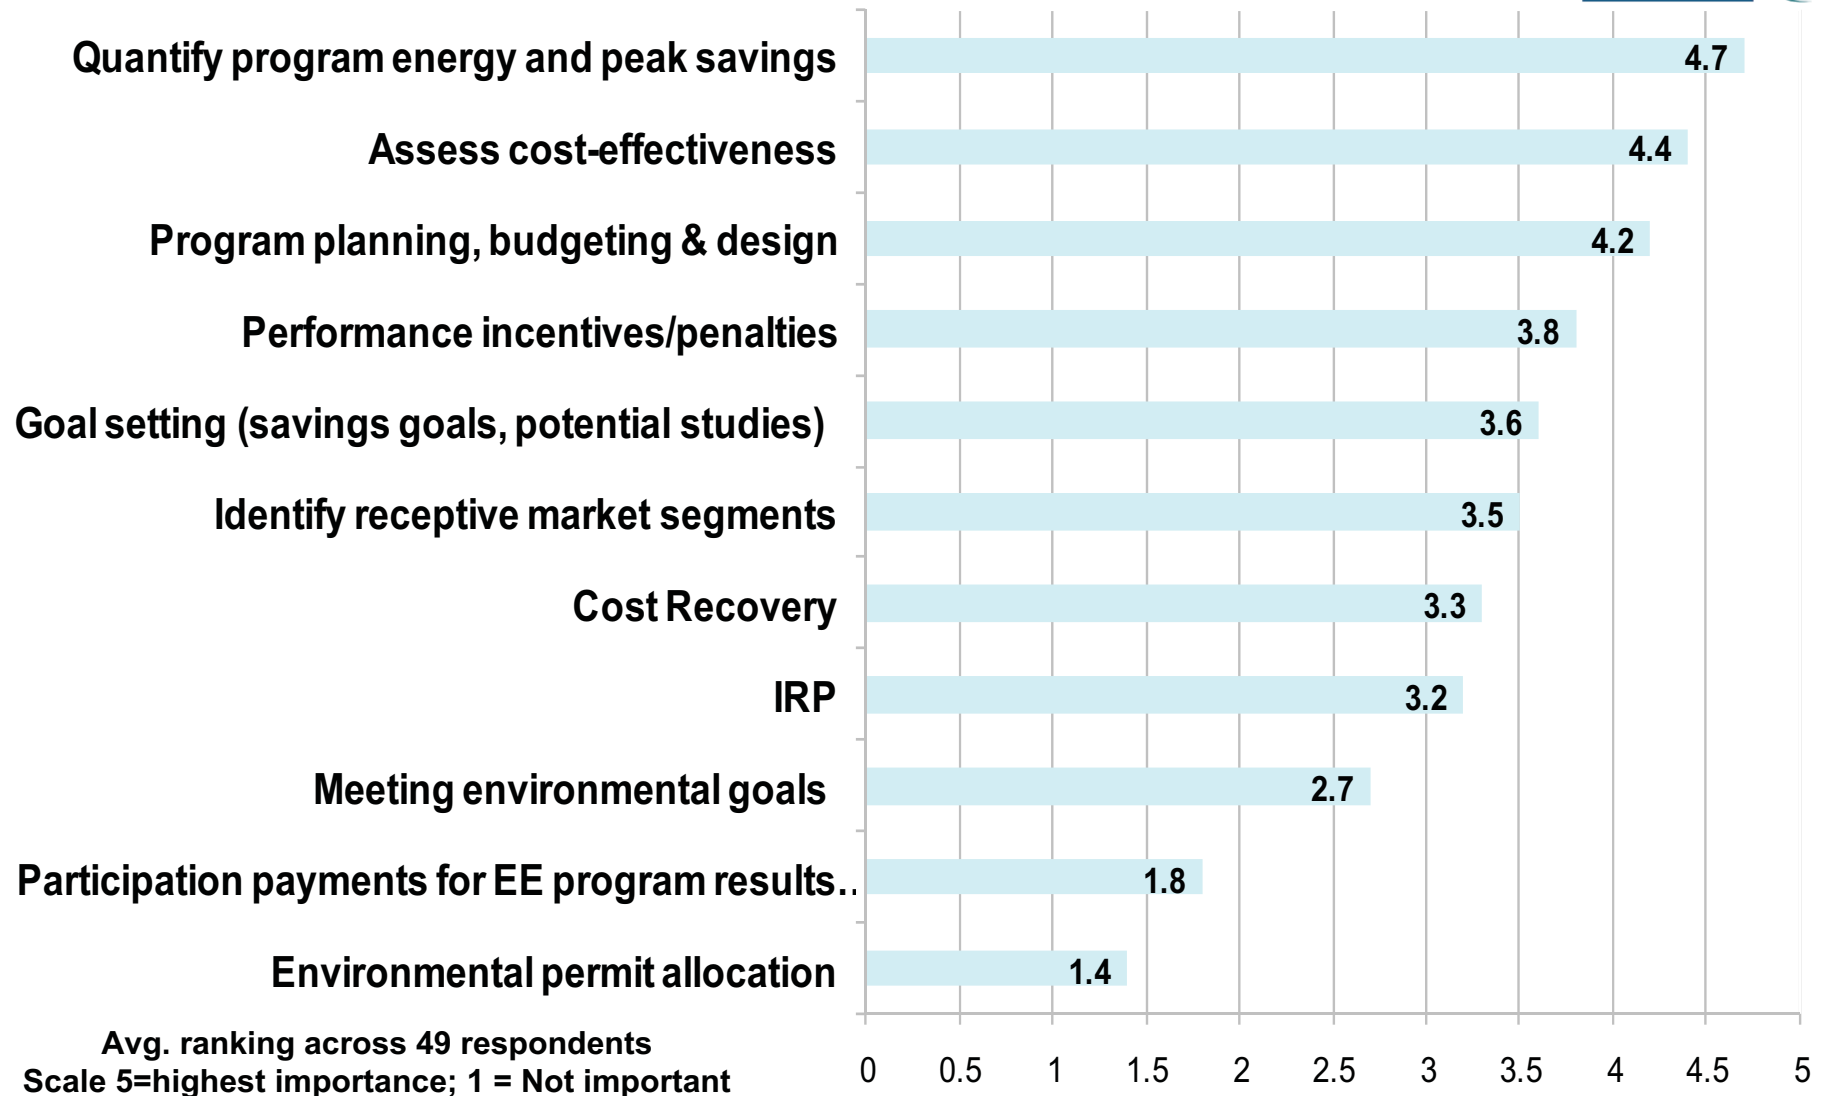 Quantify program energy and peak savings 4.7
Assess cost-effectiveness 4.4
Program planning, budgeting & design 4.2
Performance incentives/penalties 3.8
Goal setting (savings goals, potential studies) 3.6
Identify receptive market segments 3.5
Cost Recovery 3.3
IRP 3.2
Meeting environmental goals 2.7
Participation payments for EE program results.. 1.8
Environmental permit allocation 1.4
Avg. ranking across 49 respondents
Scale 5=highest importance; 1 = Not important
0 0.5 1 1.5 2 2.5 3 3.5 4 4.5 5